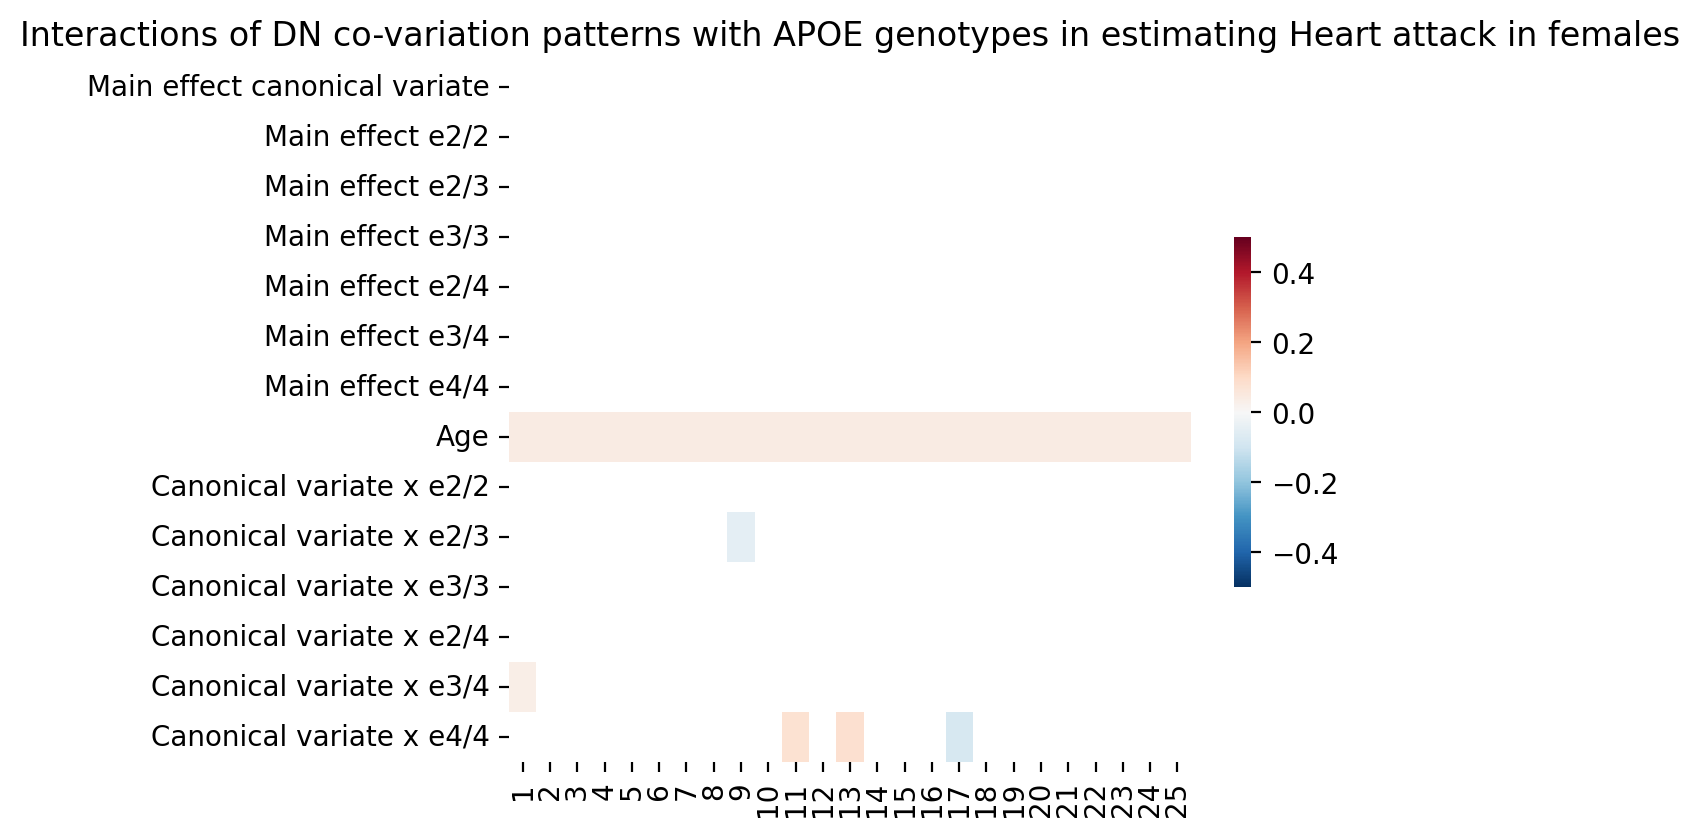 Interactions of DN co-variation patterns with APOE genotypes in estimating Heart attack in females
Main effect canonical variate
Main effect e2/2
Main effect e2/3
Main effect e3/3
Main effect e2/4
Main effect e3/4
Main effect e4/4
Age
Canonical variate x e2/2
Canonical variate x e2/3
Canonical variate x e3/3
Canonical variate x e2/4
Canonical variate x e3/4
Canonical variate x e4/4
1 2 3 4 5 6 7 8 9 10 11 12 13 14 15 16 17 18 19 20 21 22 23 24 25
0.4
0.2
0.0
−0.2
−0.4